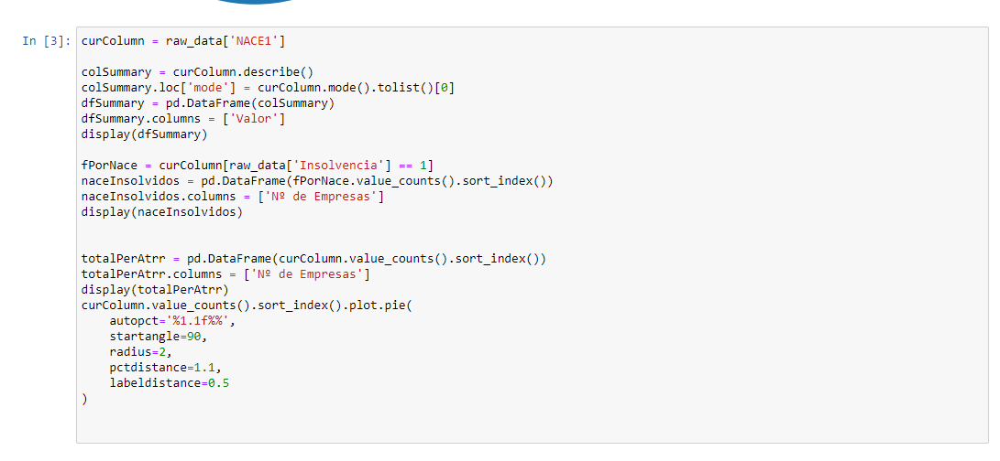 In [3]: curColumn = raw_data['NACE1']
colSummary = curColumn.describe()
colSummary.loc['mode'] = curColumn.mode().tolist()[0]
dfSummary = pd.DataFrame(colSummary)
dfSummary.columns = ['Valor']
display(dfSummary)
fPorNace = curColumn[raw_data['Insolvencia'] == 1]
naceInsolvidos = pd.DataFrame(fPorNace.value_counts().sort_index())
naceInsolvidos.columns = ['Nº de Empresas']
display(naceInsolvidos)
totalPerAtrr = pd.DataFrame(curColumn.value_counts().sort_index())
totalPerAtrr.columns = ['Nº de Empresas']
display(totalPerAtrr)
curColumn.value_counts().sort_index().plot.pie(
    autopct='%1.1f%%',
    startangle=90,
    radius=2,
    pctdistance=1.1,
    labeldistance=0.5
)